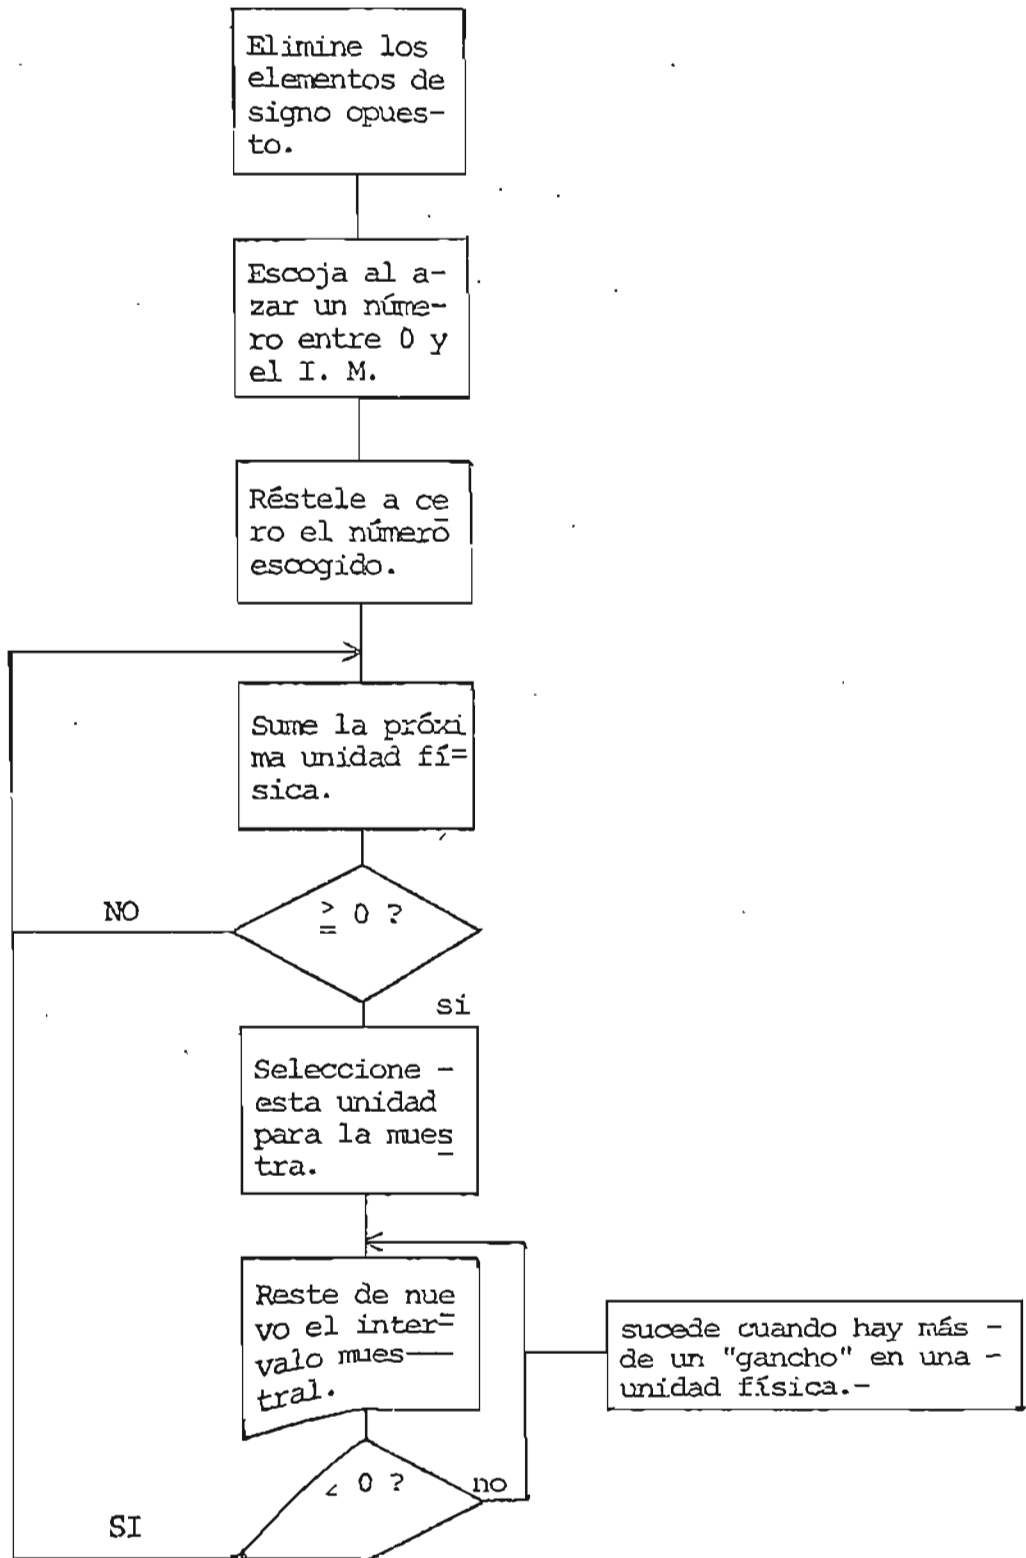 Elimine los
elementos de
signo opues-
to.
Escoja al a-
zar un núme-
ro entre 0 y
el I. M.
Réstele a ce
ro el número
escogido.
Sume la próxi
ma unidad fí=
sica.
≥ 0 ?
NO
sí
Seleccione -
esta unidad
para la mues
tra.
Reste de nue
vo el inter-
valo mues—
tral.
sucede cuando hay más -
de un "gancho" en una -
unidad física.-
< 0 ?
no
SI